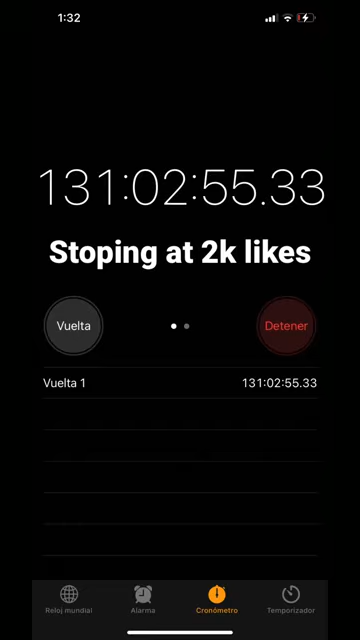 1:32
131:02:55.33
Stoping at 2k likes
Vuelta
Detener
Vuelta 1 131:02:55.33
Reloj mundial Alarma Cronómetro Temporizador